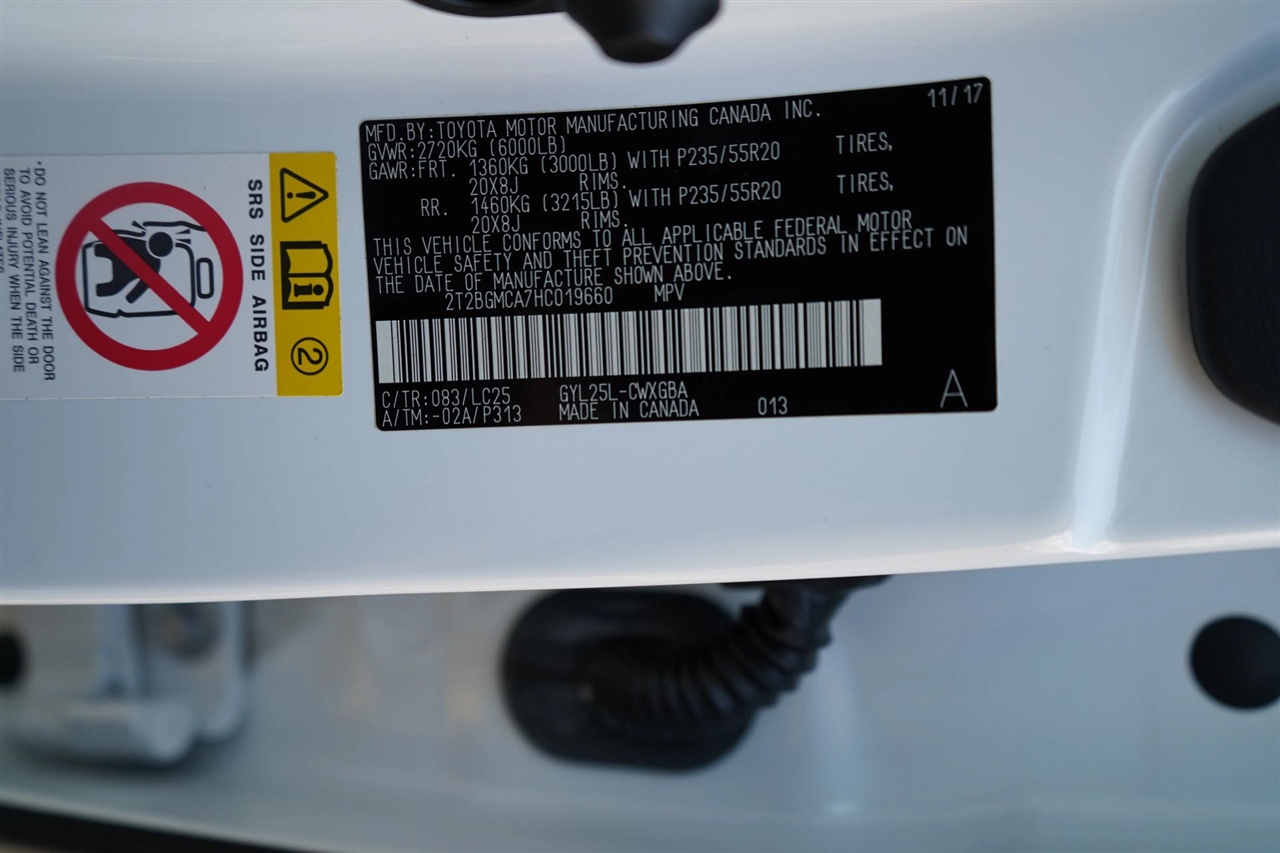 MFD.BY:TOYOTA MOTOR MANUFACTURING CANADA INC. 11/17
GVWR:2720KG (6000LB)
GAWR:FRT. 1360KG (3000LB) WITH P235/55R20 TIRES,
20X8J RIMS.
RR. 1460KG (3215LB) WITH P235/55R20 TIRES,
20X8J RIMS.
THIS VEHICLE CONFORMS TO ALL APPLICABLE FEDERAL MOTOR
VEHICLE SAFETY AND THEFT PREVENTION STANDARDS IN EFFECT ON
THE DATE OF MANUFACTURE SHOWN ABOVE.
2T2BGMCA7HC019660 MPV
C/TR:083/LC25 GYL25L-CWXGBA
A/TM:-02A/P313 MADE IN CANADA 013 A
2
SRS SIDE AIRBAG
•DO NOT LEAN AGAINST THE DOOR
TO AVOID POTENTIAL DEATH OR
SERIOUS INJURY WHEN THE SIDE